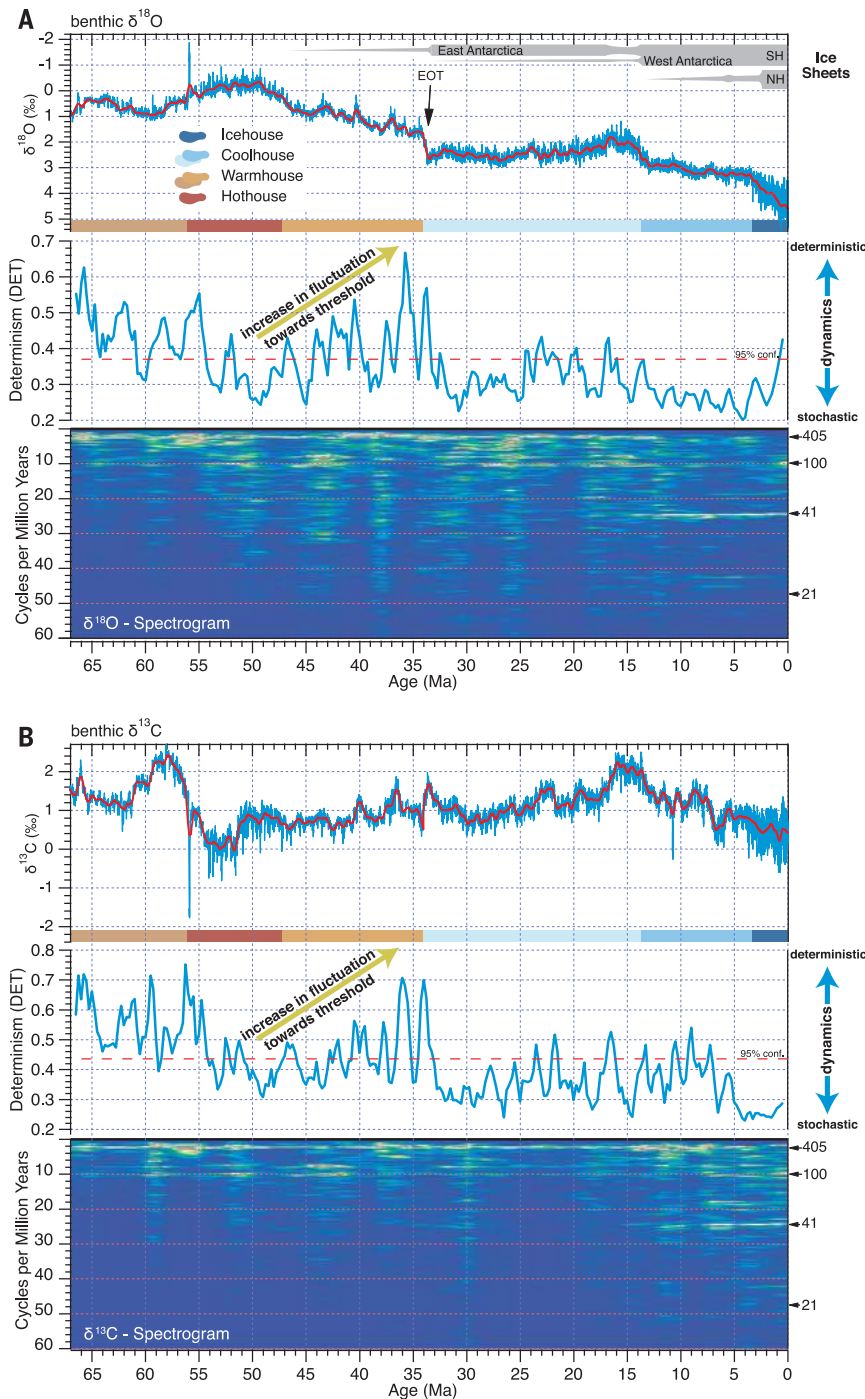 A
benthic δ18O
-2
-1
0
1
2
3
4
5
δ18O (‰)
East Antarctica
West Antarctica
SH
NH
Ice
Sheets
EOT
Icehouse
Coolhouse
Warmhouse
Hothouse
0.7
0.6
0.5
0.4
0.3
0.2
Determinism (DET)
increase in fluctuation
towards threshold
95% conf.
deterministic
dynamics
stochastic
10
20
30
40
50
60
Cycles per Million Years
405
100
41
21
δ18O - Spectrogram
65 60 55 50 45 40 35 30 25 20 15 10 5 0
Age (Ma)
B
benthic δ13C
2
1
0
-1
-2
δ13C (‰)
0.8
0.7
0.6
0.5
0.4
0.3
0.2
Determinism (DET)
increase in fluctuation
towards threshold
95% conf.
deterministic
dynamics
stochastic
10
20
30
40
50
60
Cycles per Million Years
405
100
41
21
δ13C - Spectrogram
65 60 55 50 45 40 35 30 25 20 15 10 5 0
Age (Ma)